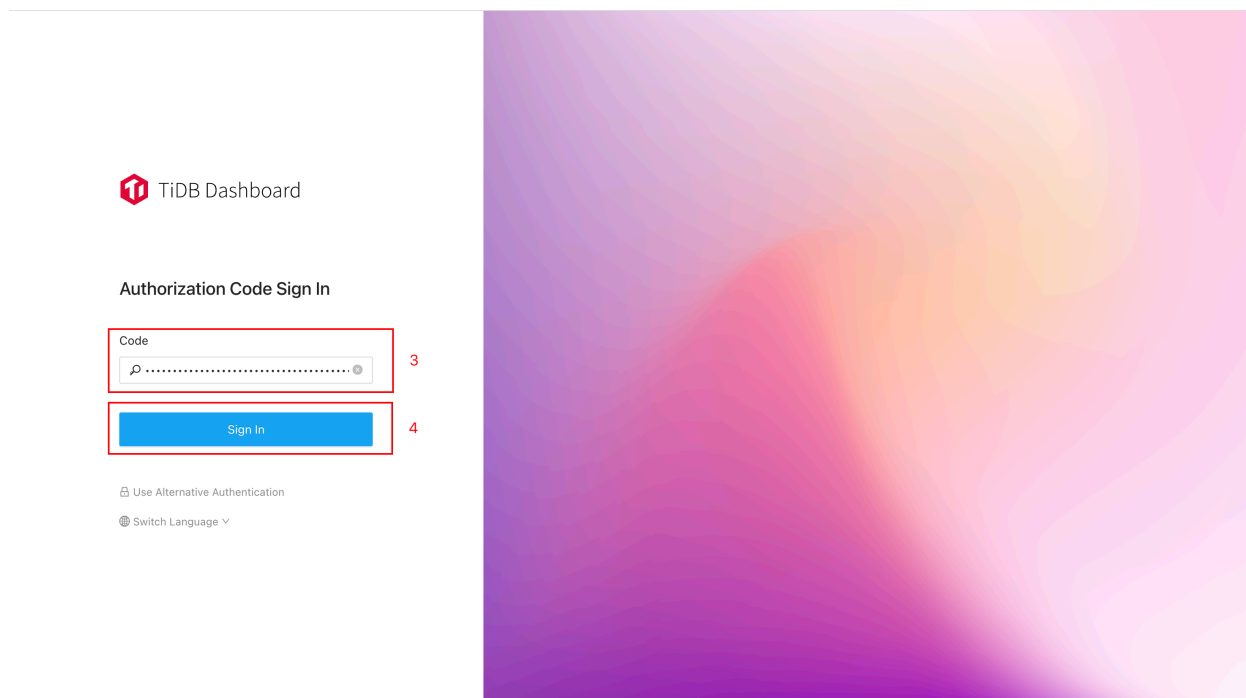 TiDB Dashboard
Authorization Code Sign In
Code
3
Sign In
4
Use Alternative Authentication
Switch Language